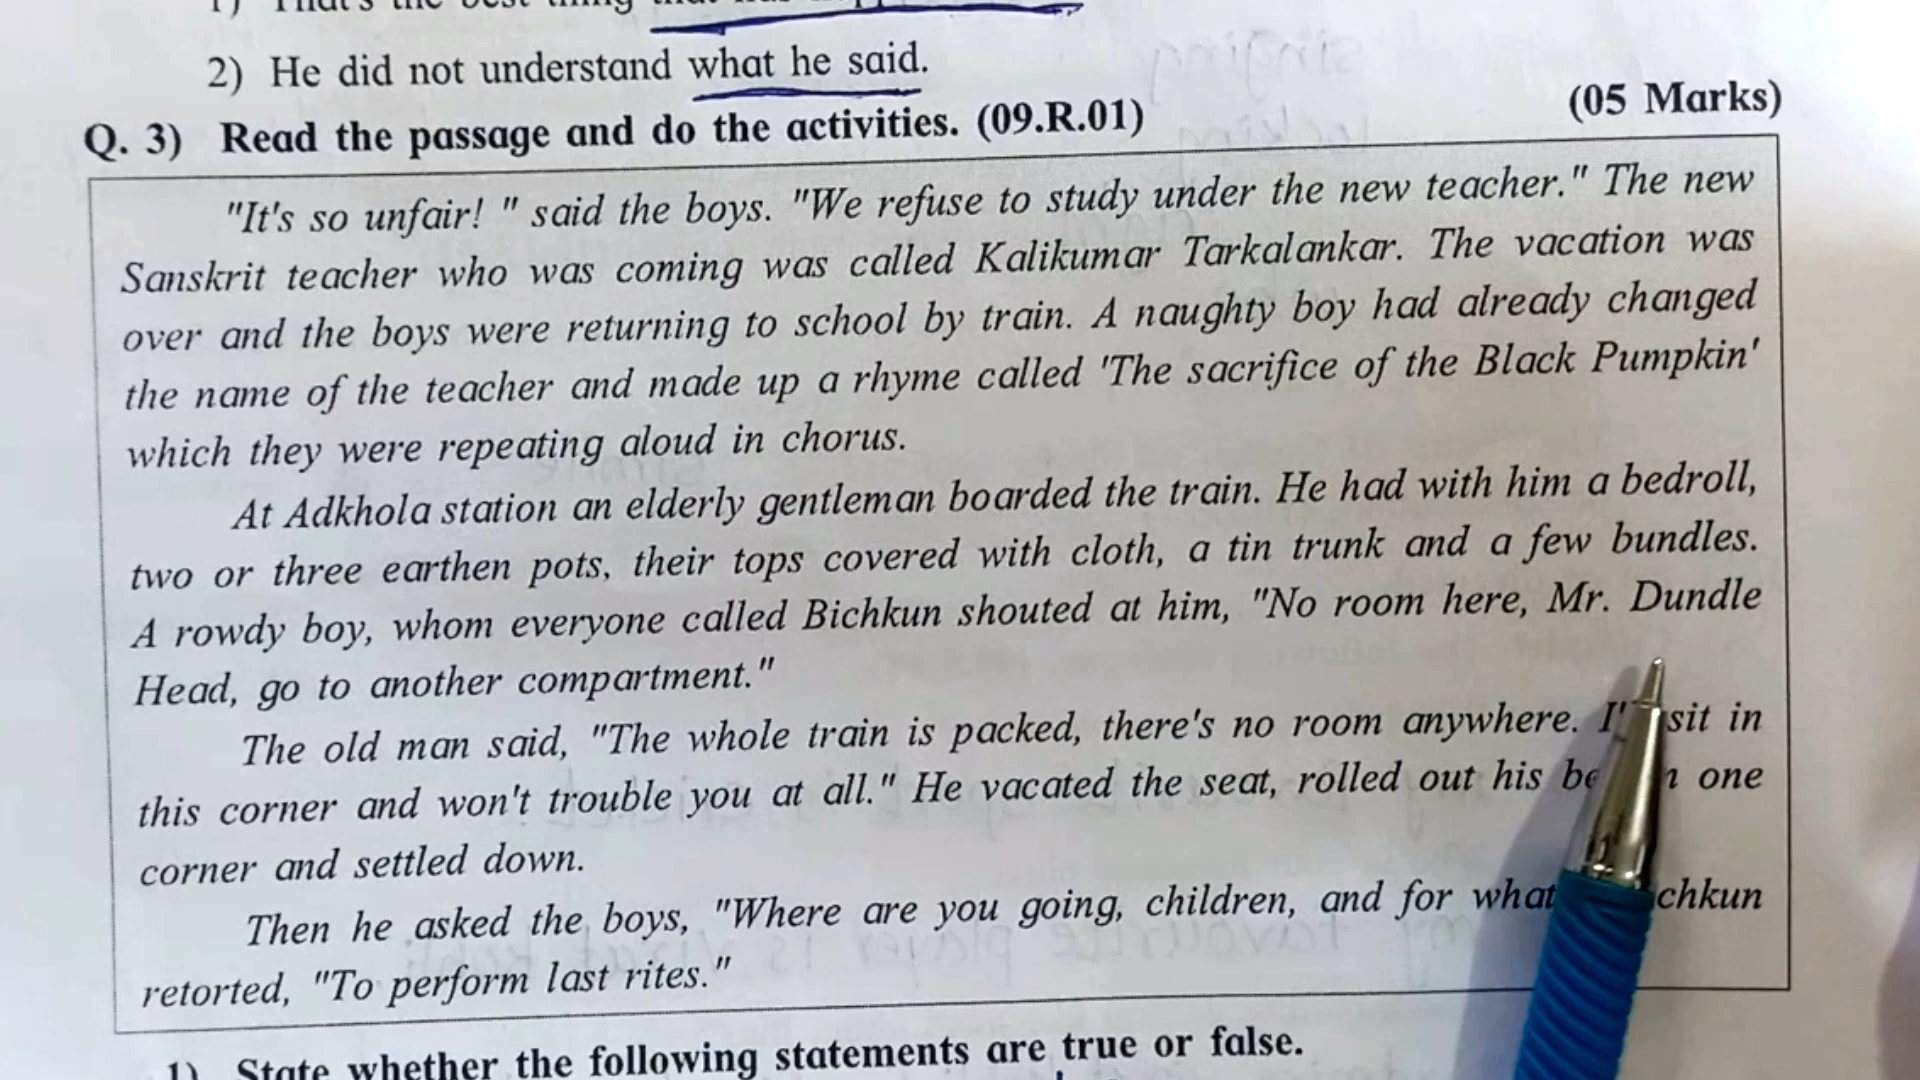 1) That's the best thing that has
2) He did not understand what he said.
Q. 3) Read the passage and do the activities. (09.R.01) (05 Marks)
"It's so unfair! " said the boys. "We refuse to study under the new teacher." The new
Sanskrit teacher who was coming was called Kalikumar Tarkalankar. The vacation was
over and the boys were returning to school by train. A naughty boy had already changed
the name of the teacher and made up a rhyme called 'The sacrifice of the Black Pumpkin'
which they were repeating aloud in chorus.
At Adkhola station an elderly gentleman boarded the train. He had with him a bedroll,
two or three earthen pots, their tops covered with cloth, a tin trunk and a few bundles.
A rowdy boy, whom everyone called Bichkun shouted at him, "No room here, Mr. Dundle
Head, go to another compartment."
The old man said, "The whole train is packed, there's no room anywhere. I' sit in
this corner and won't trouble you at all." He vacated the seat, rolled out his be one
corner and settled down.
Then he asked the boys, "Where are you going, children, and for what chkun
retorted, "To perform last rites."
1) State whether the following statements are true or false.